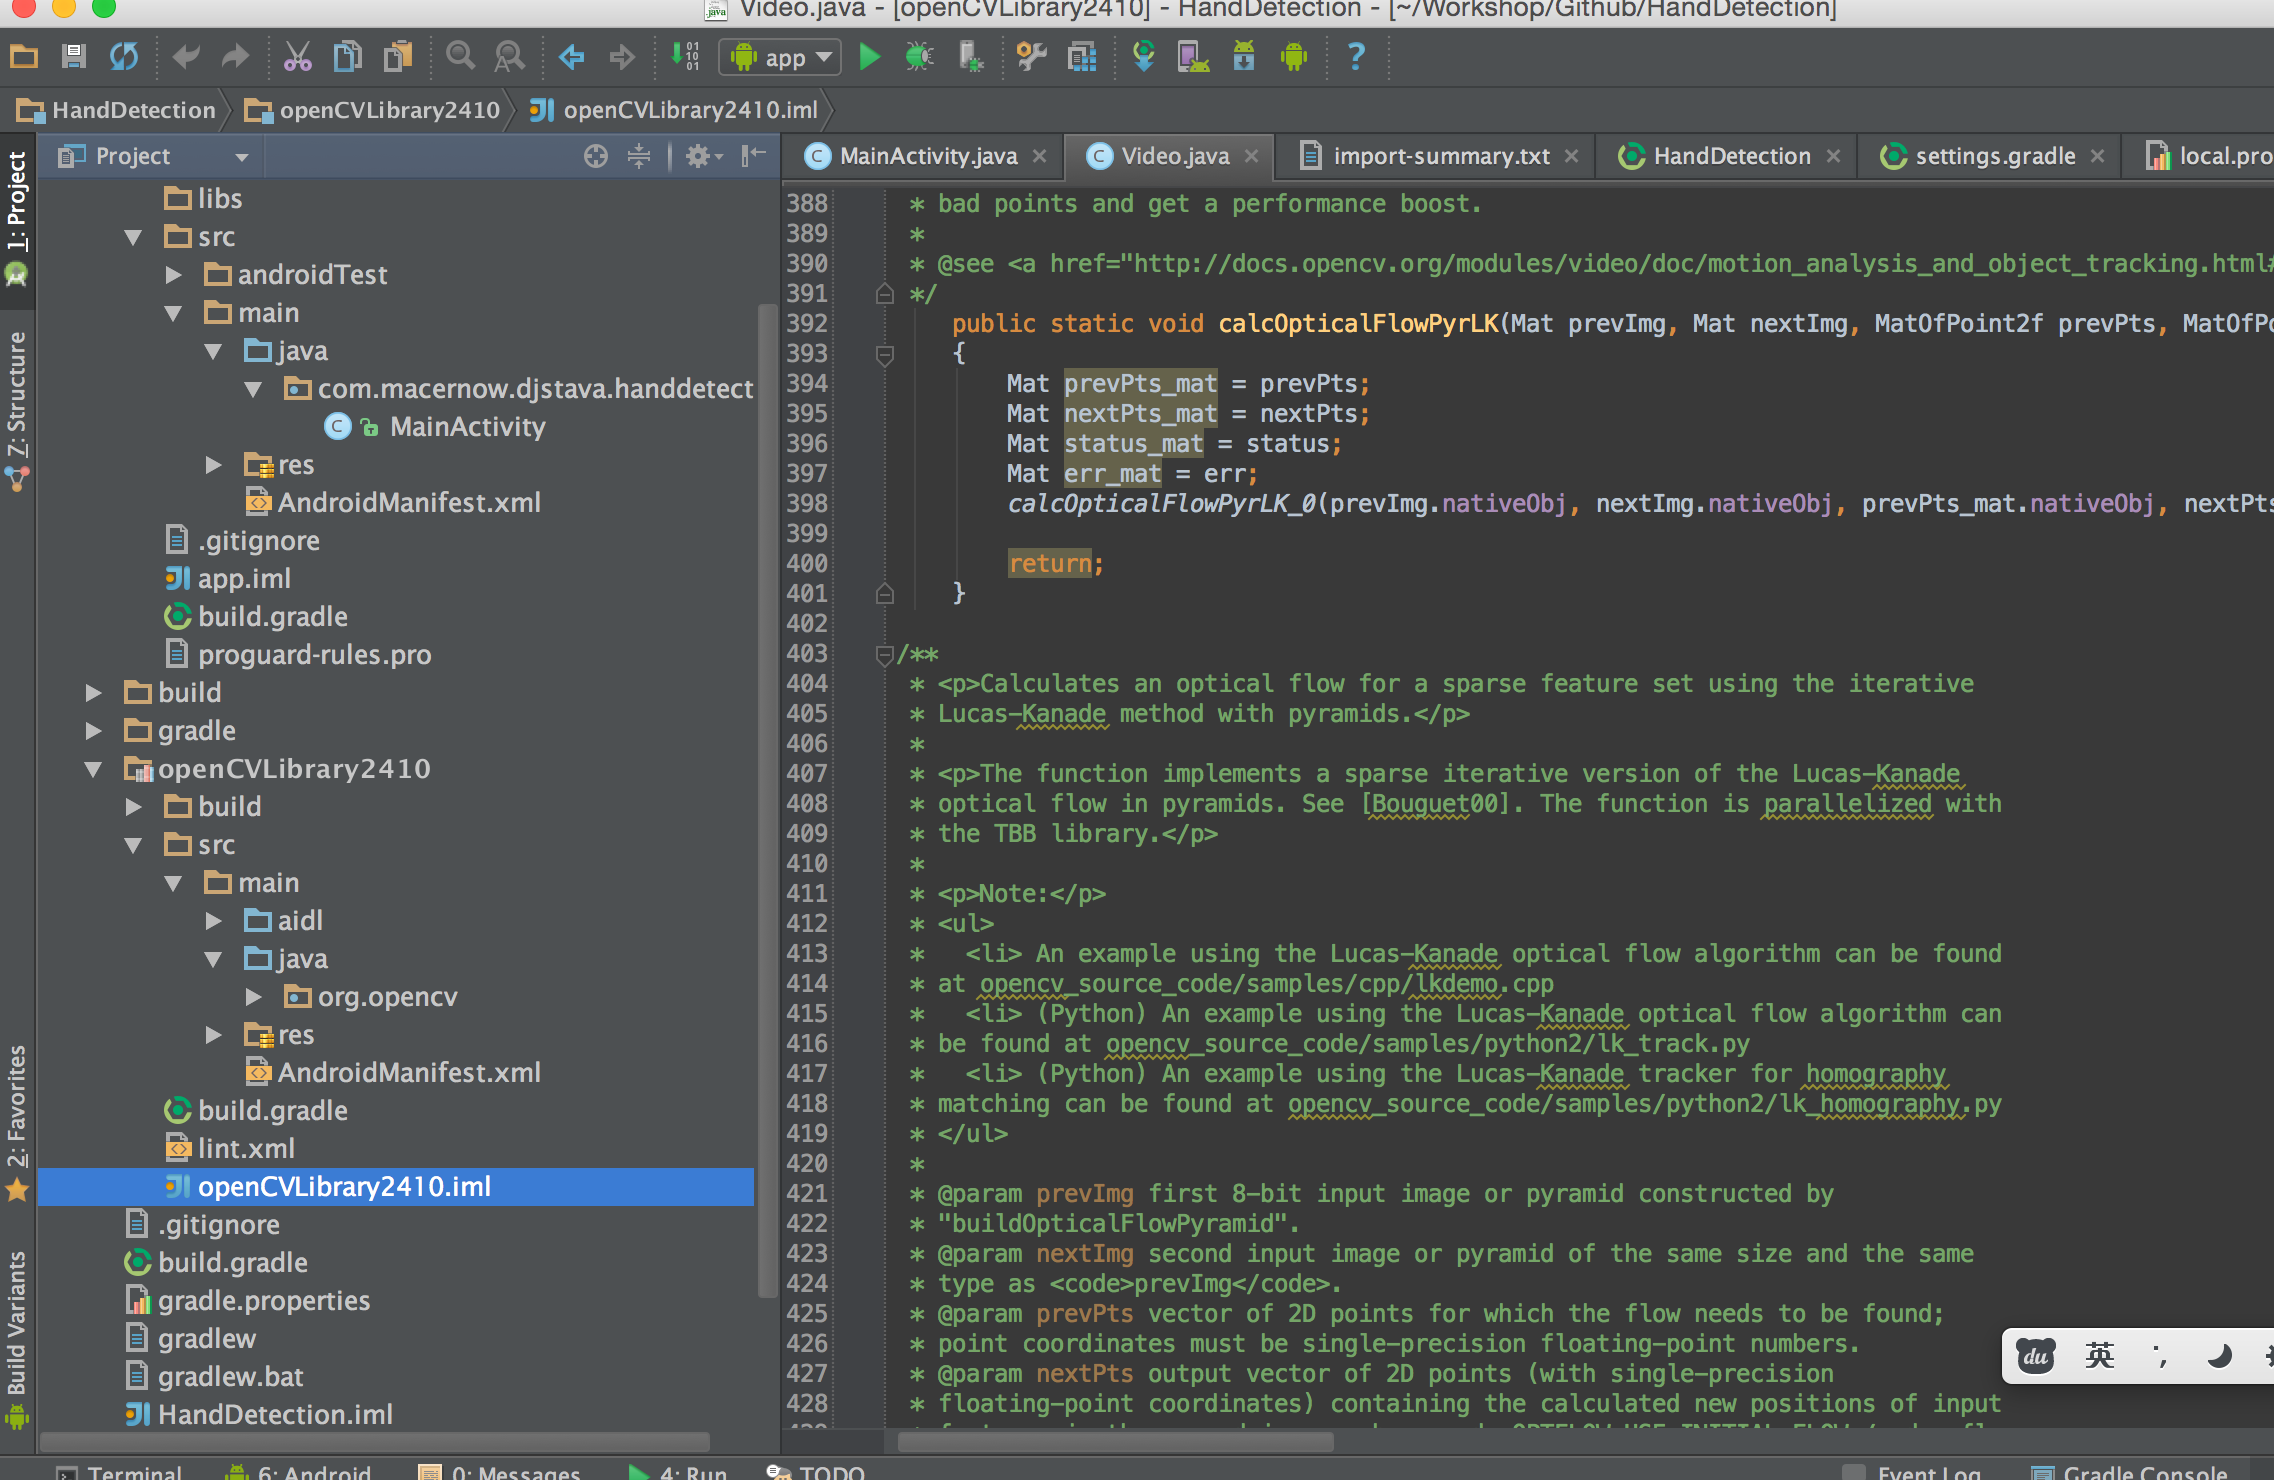 Video.java - [openCVLibrary2410] - HandDetection - [~/Workshop/Github/HandDetection]
app
HandDetection
openCVLibrary2410
openCVLibrary2410.iml
1: Project
7: Structure
2: Favorites
Build Variants
Project
libs
src
androidTest
main
java
com.macernow.djstava.handdetect
MainActivity
res
AndroidManifest.xml
.gitignore
app.iml
build.gradle
proguard-rules.pro
build
gradle
openCVLibrary2410
build
src
main
aidl
java
org.opencv
res
AndroidManifest.xml
build.gradle
lint.xml
openCVLibrary2410.iml
.gitignore
build.gradle
gradle.properties
gradlew
gradlew.bat
HandDetection.iml
MainActivity.java
Video.java
import-summary.txt
HandDetection
settings.gradle
local.pro
388 * bad points and get a performance boost.
389 *
390 * @see <a href="http://docs.opencv.org/modules/video/doc/motion_analysis_and_object_tracking.html#
391 */
392 public static void calcOpticalFlowPyrLK(Mat prevImg, Mat nextImg, MatOfPoint2f prevPts, MatOfPo
393 {
394 Mat prevPts_mat = prevPts;
395 Mat nextPts_mat = nextPts;
396 Mat status_mat = status;
397 Mat err_mat = err;
398 calcOpticalFlowPyrLK_0(prevImg.nativeObj, nextImg.nativeObj, prevPts_mat.nativeObj, nextPts
399
400 return;
401 }
402
403 /**
404 * <p>Calculates an optical flow for a sparse feature set using the iterative
405 * Lucas-Kanade method with pyramids.</p>
406 *
407 * <p>The function implements a sparse iterative version of the Lucas-Kanade
408 * optical flow in pyramids. See [Bouguet00]. The function is parallelized with
409 * the TBB library.</p>
410 *
411 * <p>Note:</p>
412 * <ul>
413 * <li> An example using the Lucas-Kanade optical flow algorithm can be found
414 * at opencv_source_code/samples/cpp/lkdemo.cpp
415 * <li> (Python) An example using the Lucas-Kanade optical flow algorithm can
416 * be found at opencv_source_code/samples/python2/lk_track.py
417 * <li> (Python) An example using the Lucas-Kanade tracker for homography
418 * matching can be found at opencv_source_code/samples/python2/lk_homography.py
419 * </ul>
420 *
421 * @param prevImg first 8-bit input image or pyramid constructed by
422 * "buildOpticalFlowPyramid".
423 * @param nextImg second input image or pyramid of the same size and the same
424 * type as <code>prevImg</code>.
425 * @param prevPts vector of 2D points for which the flow needs to be found;
426 * point coordinates must be single-precision floating-point numbers.
427 * @param nextPts output vector of 2D points (with single-precision
428 * floating-point coordinates) containing the calculated new positions of input
du 英
Terminal
6: Android
0: Messages
4: Run
TODO
Event Log
Gradle Console